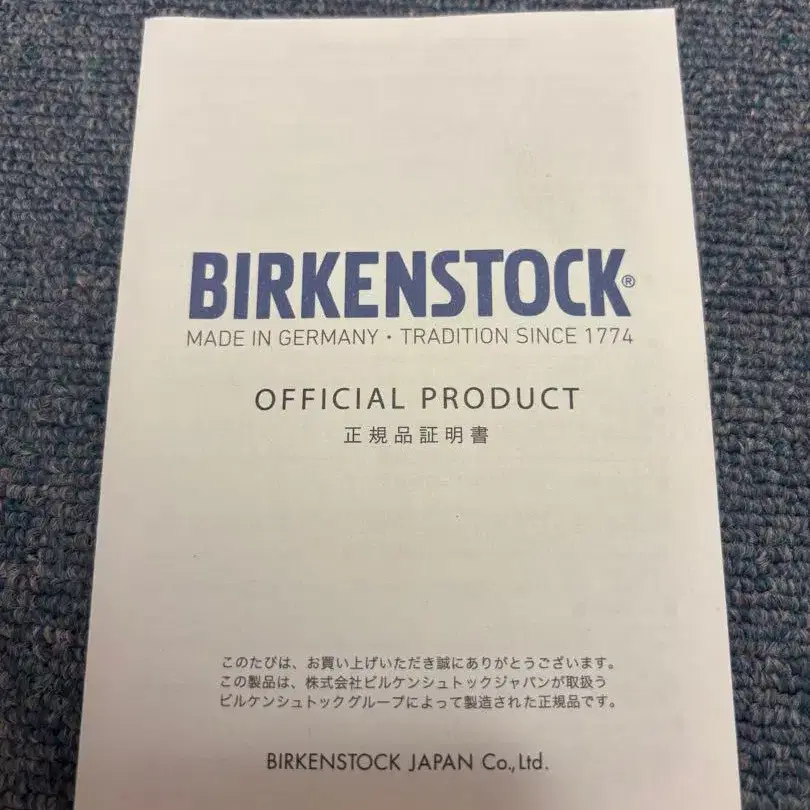 BIRKENSTOCK®
MADE IN GERMANY • TRADITION SINCE 1774
OFFICIAL PRODUCT
正規品証明書
このたびは、お買い上げいただき誠にありがとうございます。
この製品は、株式会社ビルケンシュトックジャパンが取扱う
ビルケンシュトックグループによって製造された正規品です。
BIRKENSTOCK JAPAN Co.,Ltd.